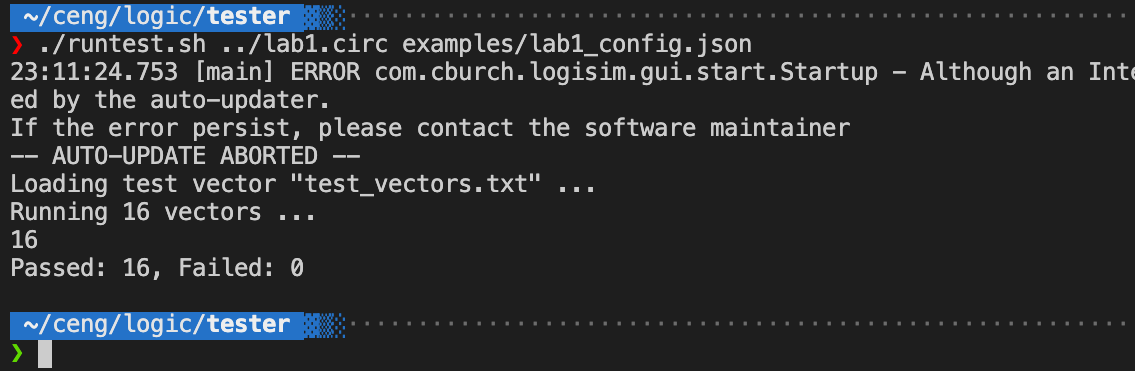 ~/ceng/logic/tester
❯ ./runtest.sh ../lab1.circ examples/lab1_config.json
23:11:24.753 [main] ERROR com.cburch.logisim.gui.start.Startup - Although an Inte
ed by the auto-updater.
If the error persist, please contact the software maintainer
-- AUTO-UPDATE ABORTED --
Loading test vector "test_vectors.txt" ...
Running 16 vectors ...
16
Passed: 16, Failed: 0
~/ceng/logic/tester
❯